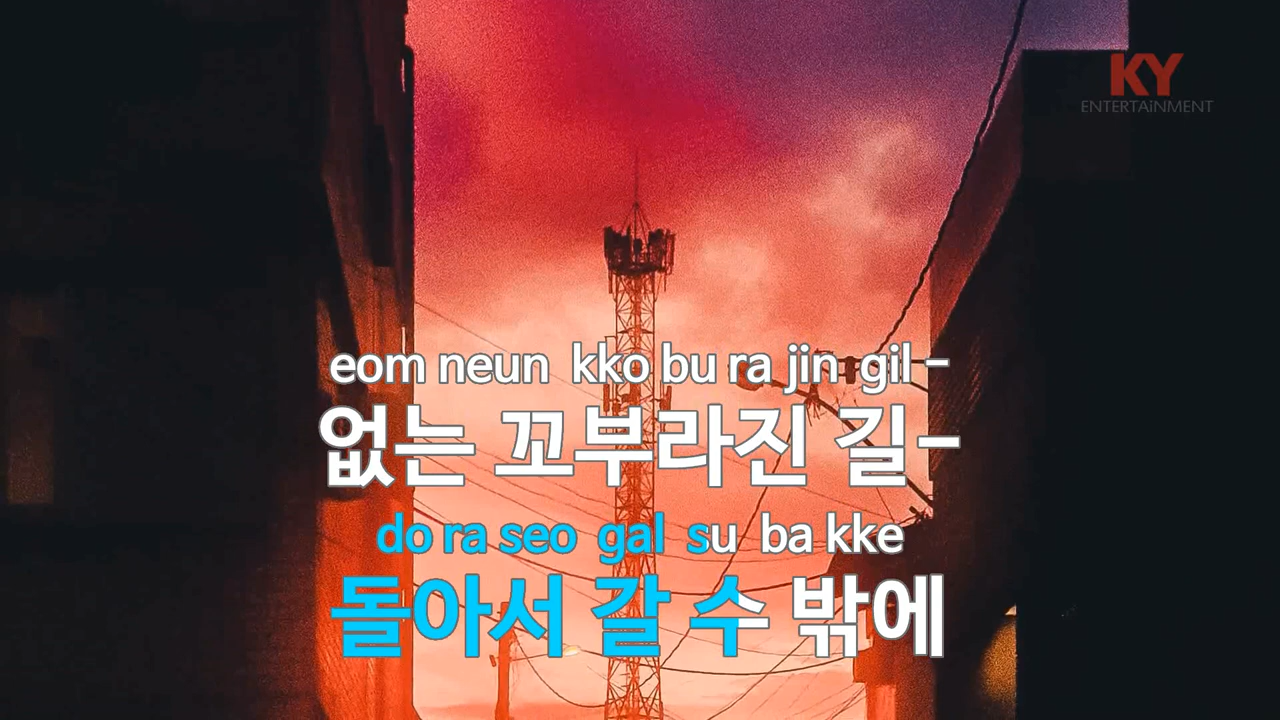 KY
ENTERTAiNMENT
eom neun kko bu ra jin gil -
없는 꼬부라진 길-
do ra seo gal su ba kke
돌아서 갈 수 밖에